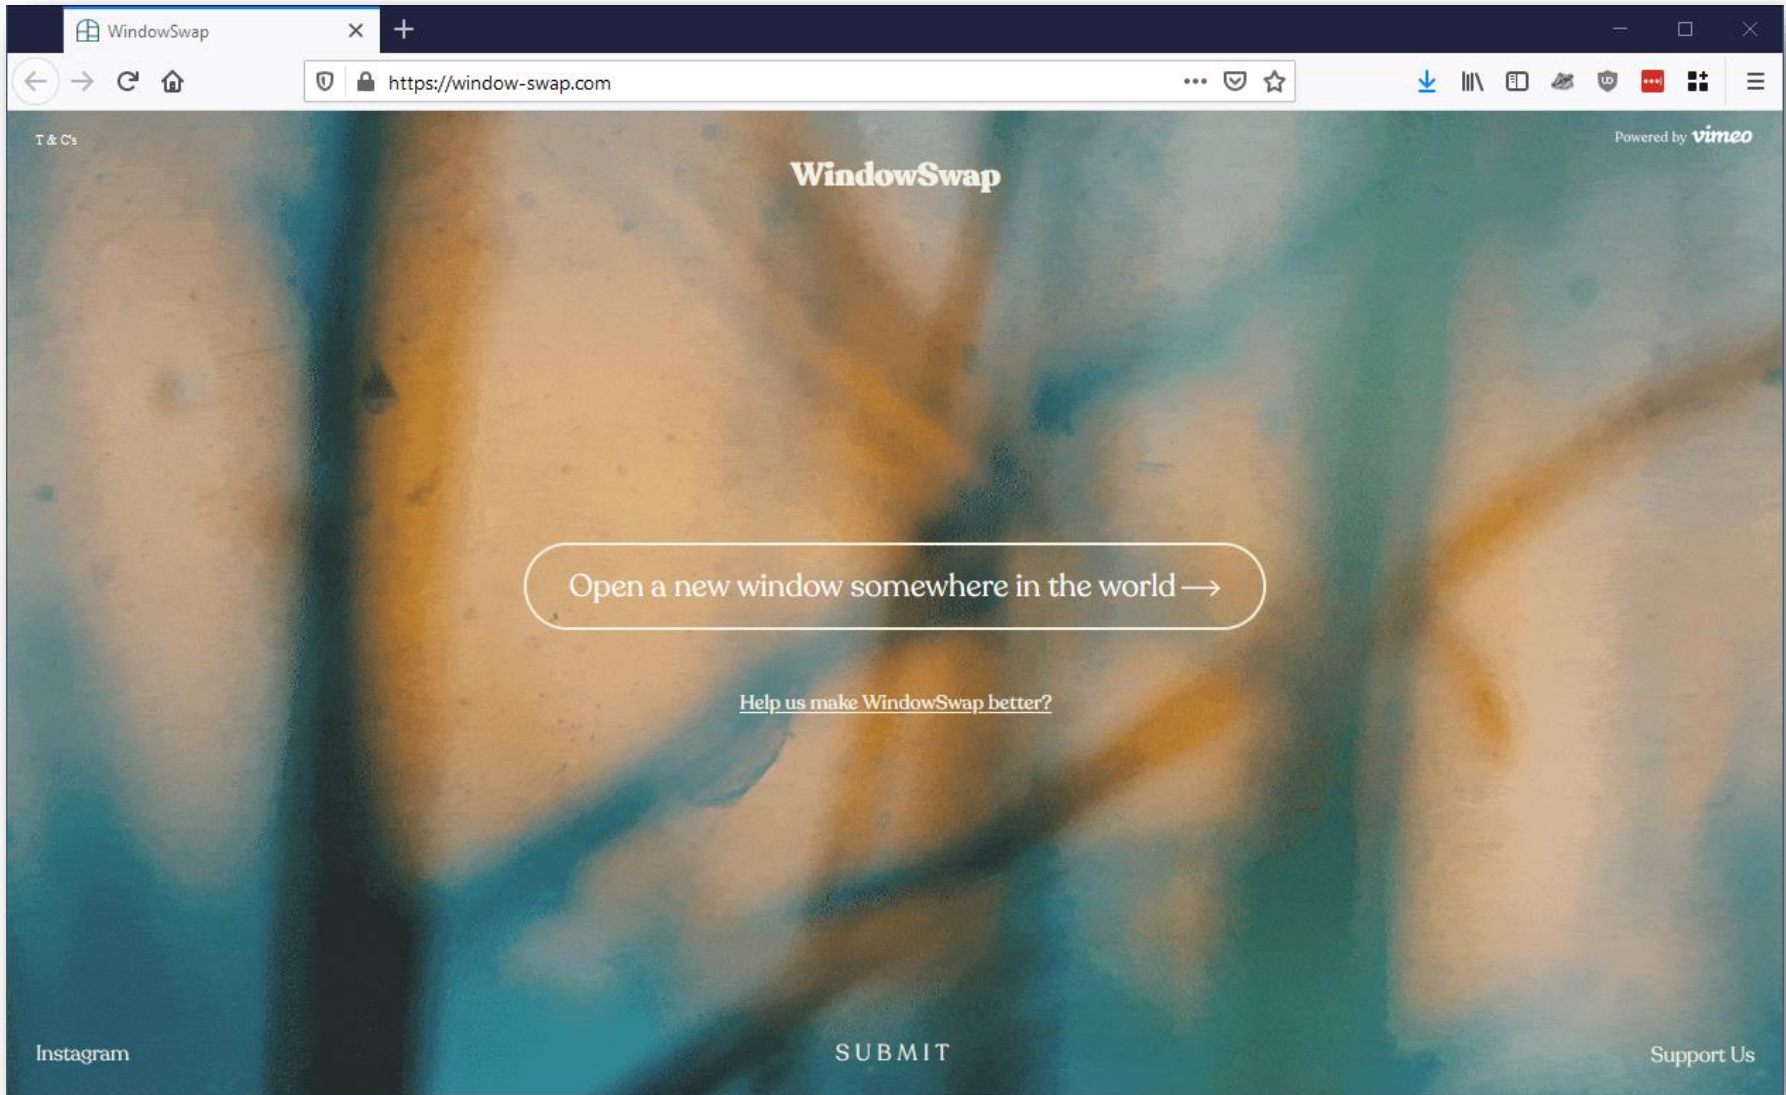 WindowSwap
https://window-swap.com
T & C's
Powered by vimeo
WindowSwap
Open a new window somewhere in the world →
Help us make WindowSwap better?
Instagram
SUBMIT
Support Us